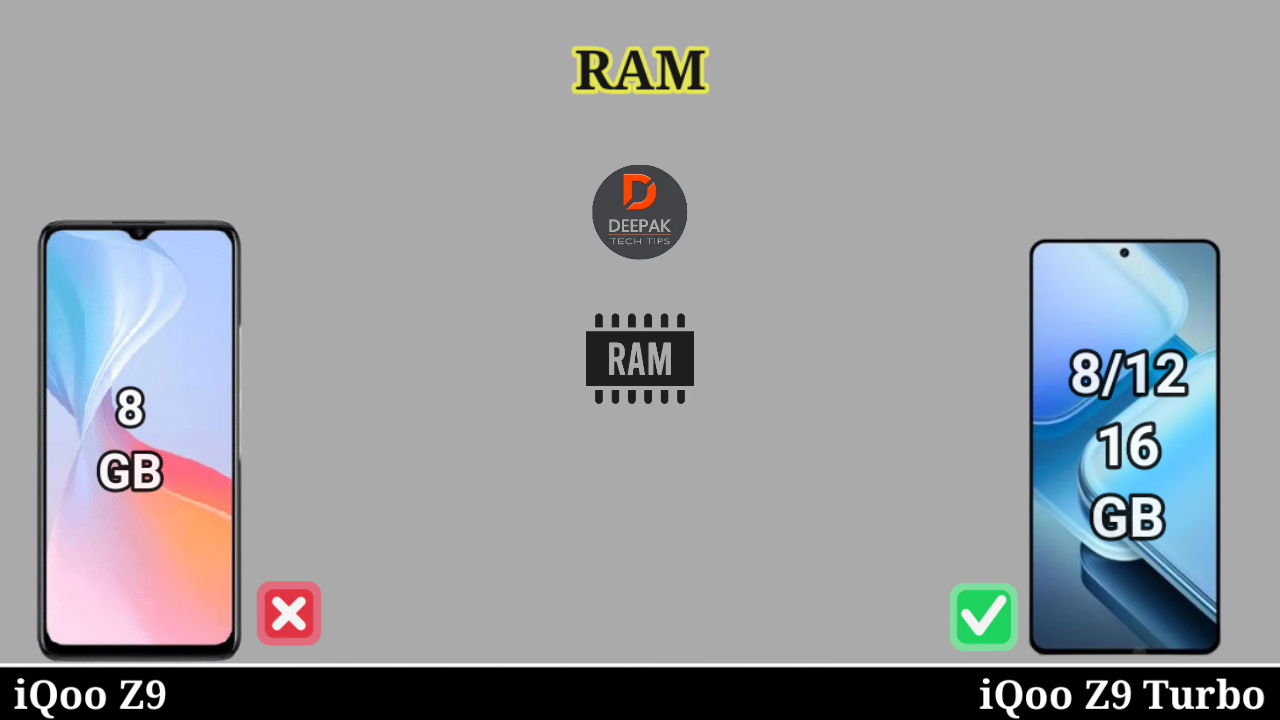 RAM
DEEPAK
TECH TIPS
RAM
8
GB
8/12
16
GB
iQoo Z9
iQoo Z9 Turbo